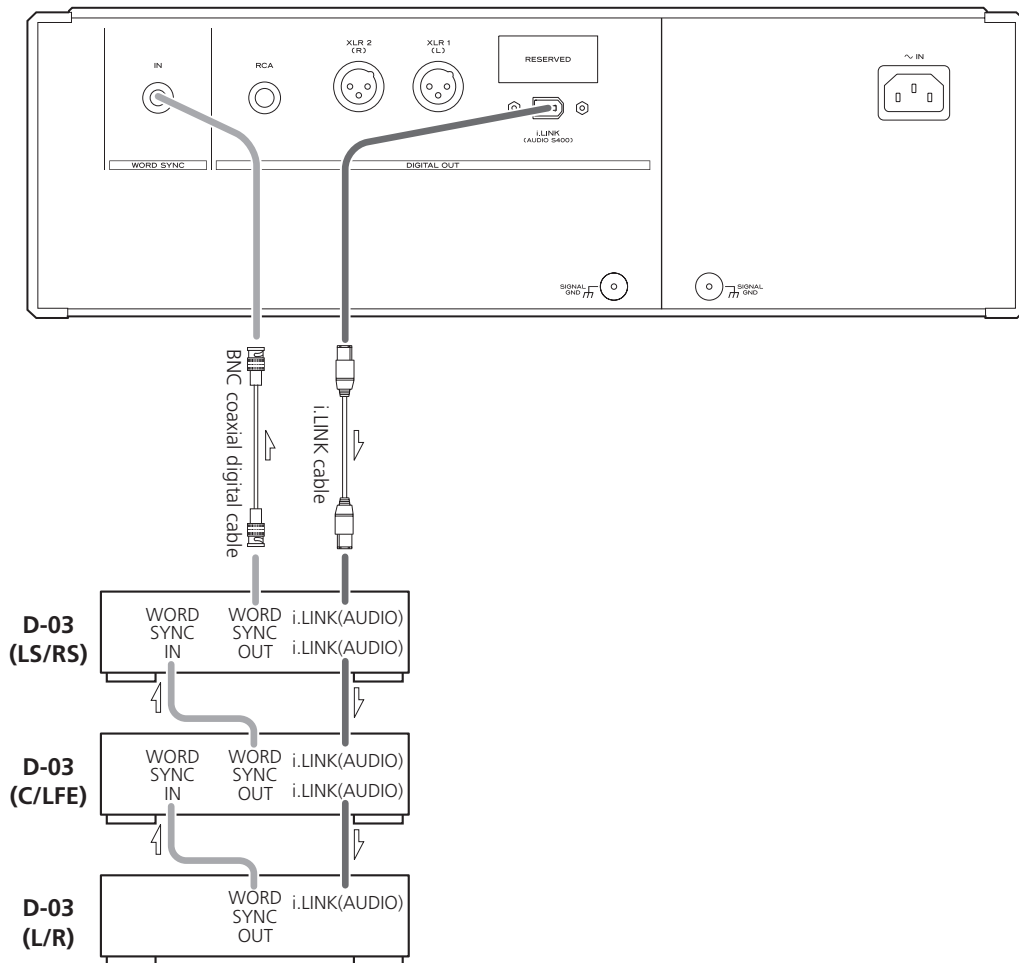 XLR 2
(R)
XLR 1
(L)
IN
RCA
RESERVED
∼ IN
i.LINK
(AUDIO S400)
WORD SYNC
DIGITAL OUT
SIGNAL
GND
SIGNAL
GND
BNC coaxial digital cable
i.LINK cable
D-03
(LS/RS)
WORD
SYNC
IN
WORD
SYNC
OUT
i.LINK(AUDIO)
i.LINK(AUDIO)
D-03
(C/LFE)
WORD
SYNC
IN
WORD
SYNC
OUT
i.LINK(AUDIO)
i.LINK(AUDIO)
D-03
(L/R)
WORD
SYNC
OUT
i.LINK(AUDIO)